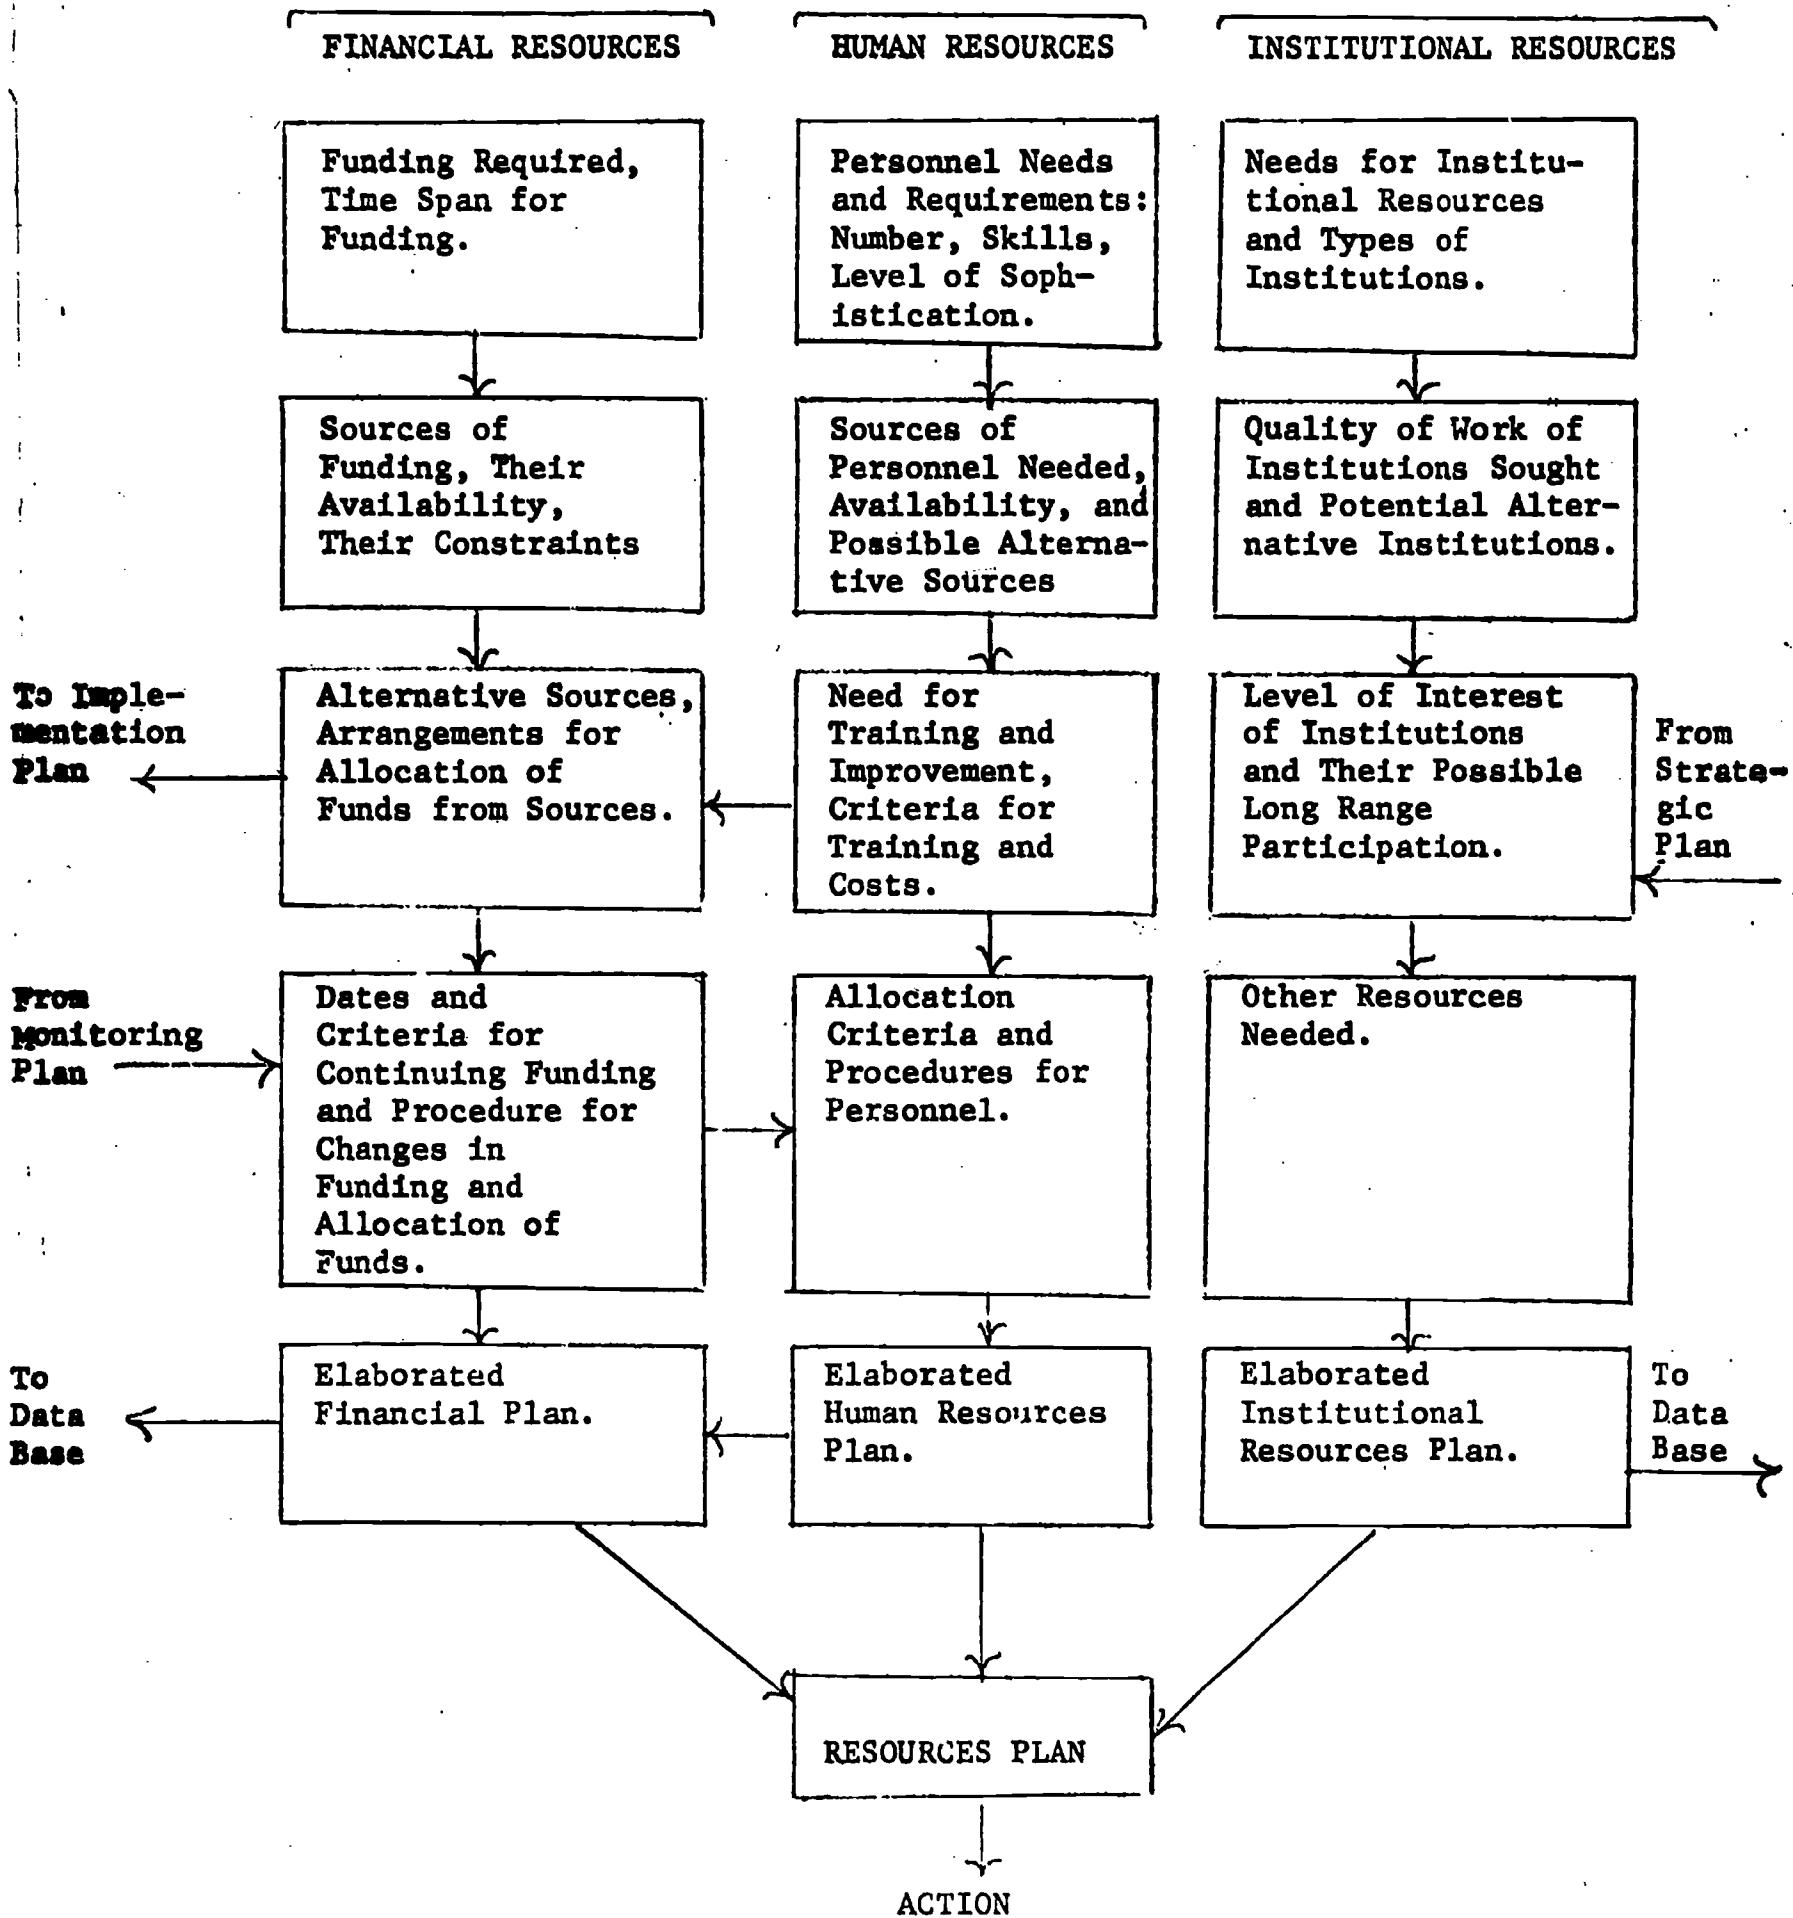 FINANCIAL RESOURCES
HUMAN RESOURCES
INSTITUTIONAL RESOURCES
Funding Required,
Time Span for
Funding.
Personnel Needs
and Requirements:
Number, Skills,
Level of Soph-
istication.
Needs for Institu-
tional Resources
and Types of
Institutions.
Sources of
Funding, Their
Availability,
Their Constraints
Sources of
Personnel Needed,
Availability, and
Possible Alterna-
tive Sources
Quality of Work of
Institutions Sought
and Potential Alter-
native Institutions.
To Imple-
mentation
Plan
Alternative Sources,
Arrangements for
Allocation of
Funds from Sources.
Need for
Training and
Improvement,
Criteria for
Training and
Costs.
Level of Interest
of Institutions
and Their Possible
Long Range
Participation.
From
Strate-
gic
Plan
From
Monitoring
Plan
Dates and
Criteria for
Continuing Funding
and Procedure for
Changes in
Funding and
Allocation of
Funds.
Allocation
Criteria and
Procedures for
Personnel.
Other Resources
Needed.
To
Data
Base
Elaborated
Financial Plan.
Elaborated
Human Resources
Plan.
Elaborated
Institutional
Resources Plan.
To
Data
Base
RESOURCES PLAN
ACTION